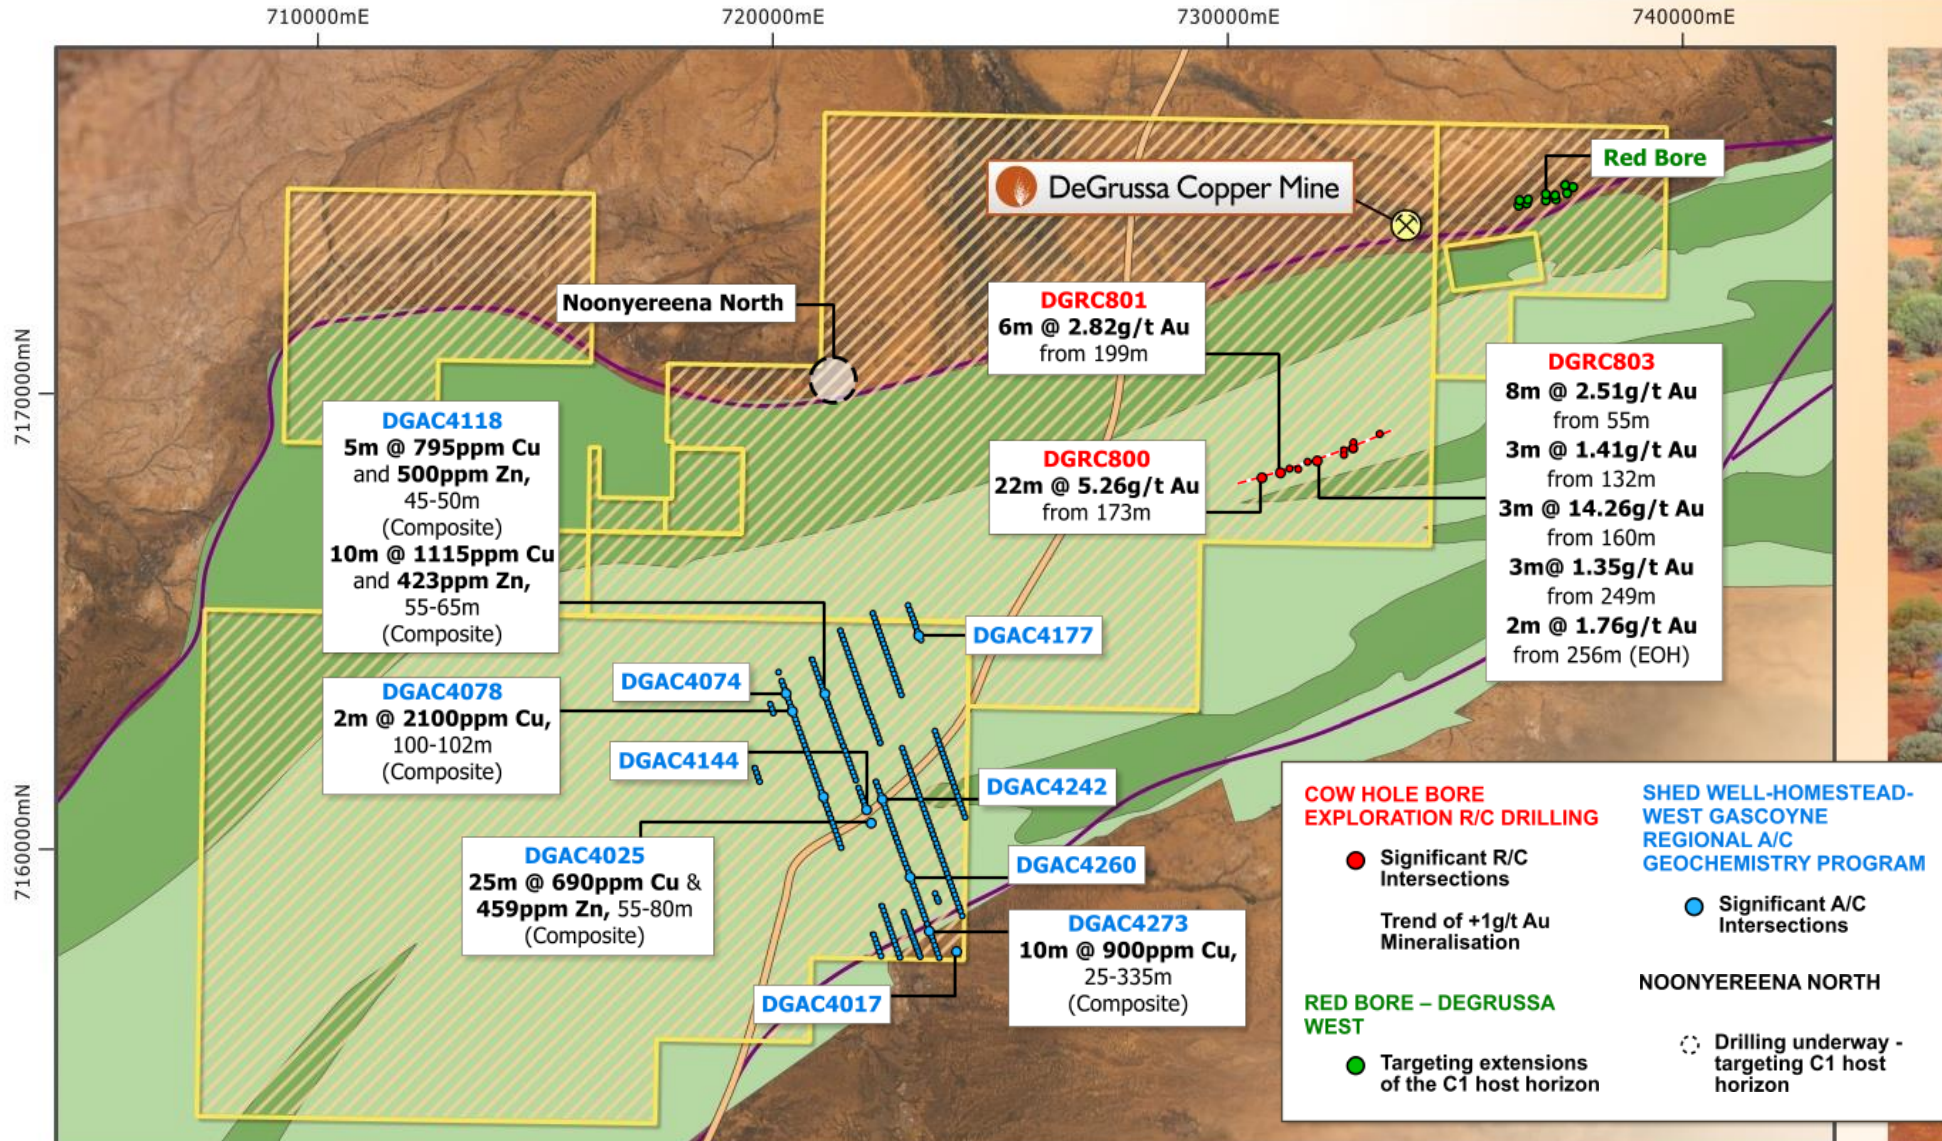 710000mE
720000mE
730000mE
740000mE
7170000mN
7160000mN
Red Bore
DeGrussa Copper Mine
Noonyereena North
DGRC801
6m @ 2.82g/t Au
from 199m
DGRC800
22m @ 5.26g/t Au
from 173m
DGRC803
8m @ 2.51g/t Au
from 55m
3m @ 1.41g/t Au
from 132m
3m @ 14.26g/t Au
from 160m
3m@ 1.35g/t Au
from 249m
2m @ 1.76g/t Au
from 256m (EOH)
DGAC4118
5m @ 795ppm Cu
and 500ppm Zn,
45-50m
(Composite)
10m @ 1115ppm Cu
and 423ppm Zn,
55-65m
(Composite)
DGAC4177
DGAC4074
DGAC4078
2m @ 2100ppm Cu,
100-102m
(Composite)
DGAC4144
DGAC4242
DGAC4025
25m @ 690ppm Cu &
459ppm Zn, 55-80m
(Composite)
DGAC4260
DGAC4273
10m @ 900ppm Cu,
25-335m
(Composite)
DGAC4017
COW HOLE BORE
EXPLORATION R/C DRILLING
Significant R/C
Intersections
Trend of +1g/t Au
Mineralisation
RED BORE – DEGRUSSA
WEST
Targeting extensions
of the C1 host horizon
SHED WELL-HOMESTEAD-
WEST GASCOYNE
REGIONAL A/C
GEOCHEMISTRY PROGRAM
Significant A/C
Intersections
NOONYEREENA NORTH
Drilling underway -
targeting C1 host
horizon